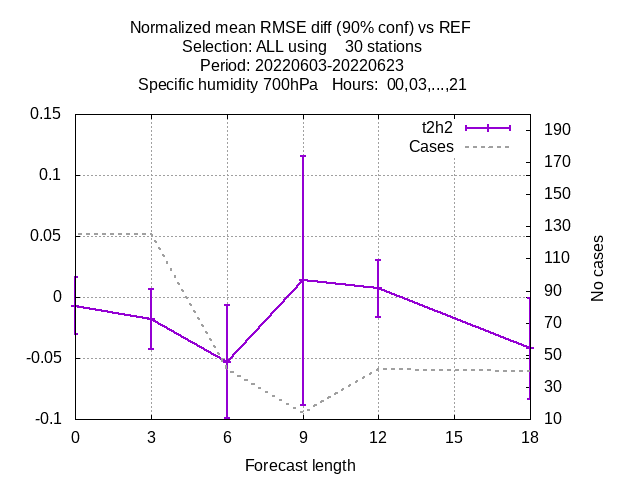 Normalized mean RMSE diff (90% conf) vs REF
Selection: ALL using    30 stations
Period: 20220603-20220623
Specific humidity 700hPa   Hours:  00,03,...,21
t2h2
Cases
0.15
0.1
0.05
0
-0.05
-0.1
190
170
150
130
110
90
70
50
30
10
No cases
0 3 6 9 12 15 18
Forecast length